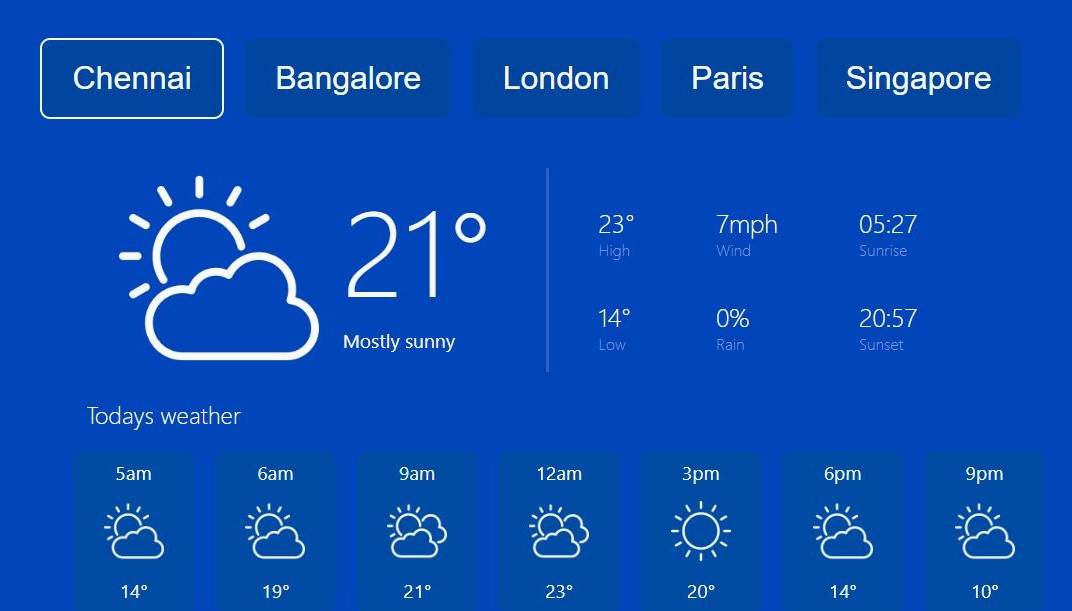 Chennai Bangalore London Paris Singapore
21°
Mostly sunny
23° 7mph 05:27
High Wind Sunrise
14° 0% 20:57
Low Rain Sunset
Todays weather
5am 6am 9am 12am 3pm 6pm 9pm
14° 19° 21° 23° 20° 14° 10°